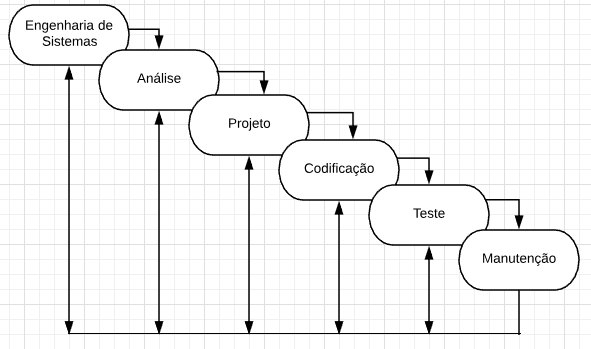 Engenharia de
Sistemas
Análise
Projeto
Codificação
Teste
Manutenção